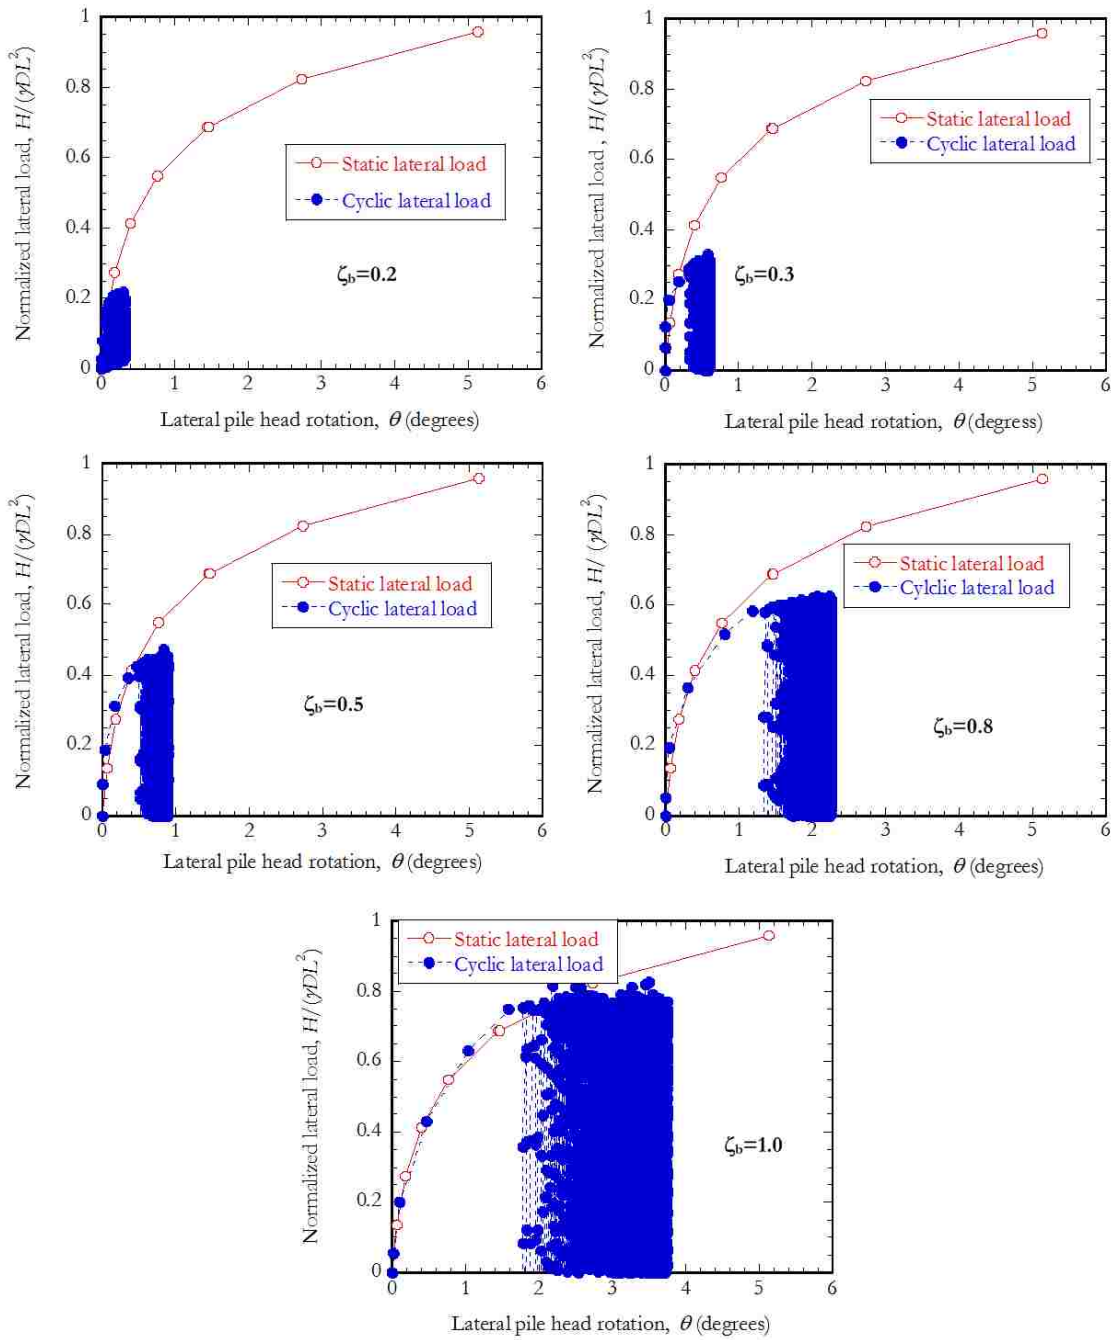 Normalized lateral load, H/(γDL²)
1
0.8
0.6
0.4
0.2
0
Static lateral load
Cyclic lateral load
ζb=0.2
0 1 2 3 4 5 6
Lateral pile head rotation, θ (degrees)
Normalized lateral load, H/(γDL²)
1
0.8
0.6
0.4
0.2
0
Static lateral load
Cyclic lateral load
ζb=0.3
0 1 2 3 4 5 6
Lateral pile head rotation, θ (degress)
Normalized lateral load, H/(γDL²)
1
0.8
0.6
0.4
0.2
0
Static lateral load
Cyclic lateral load
ζb=0.5
0 1 2 3 4 5 6
Lateral pile head rotation, θ (degrees)
Normalized lateral load, H/(γDL²)
1
0.8
0.6
0.4
0.2
0
Static lateral load
Cylclic lateral load
ζb=0.8
0 1 2 3 4 5 6
Lateral pile head rotation, θ (degrees)
Normalized lateral load, H/(γDL²)
1
0.8
0.6
0.4
0.2
0
Static lateral load
Cyclic lateral load
ζb=1.0
0 1 2 3 4 5 6
Lateral pile head rotation, θ (degrees)